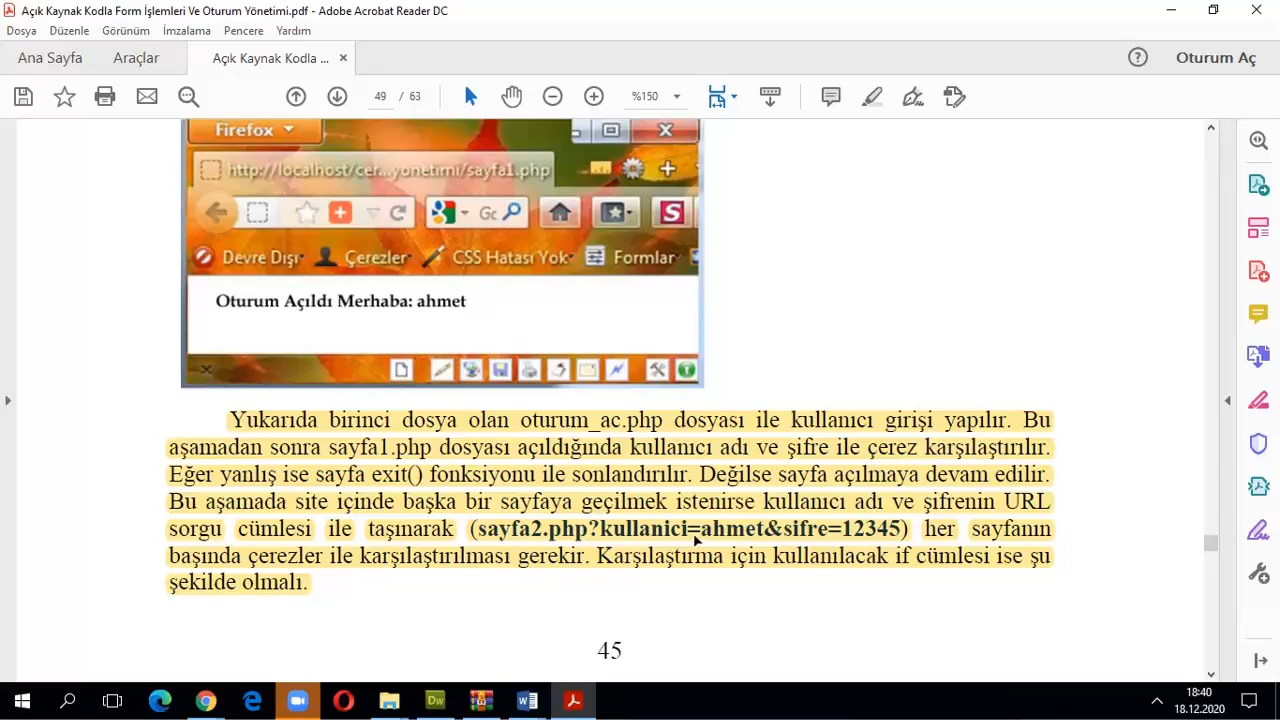 Açık Kaynak Kodla Form İşlemleri Ve Oturum Yönetimi.pdf - Adobe Acrobat Reader DC
Dosya Düzenle Görünüm İmzalama Pencere Yardım
Ana Sayfa Araçlar Açık Kaynak Kodla ... × Oturum Aç
49 / 63 %150
Firefox
http://localhost/cer...yonetimi/sayfa1.php
Devre Dışı Çerezler CSS Hatası Yok Formlar
Oturum Açıldı Merhaba: ahmet
Yukarıda birinci dosya olan oturum_ac.php dosyası ile kullanıcı girişi yapılır. Bu
aşamadan sonra sayfa1.php dosyası açıldığında kullanıcı adı ve şifre ile çerez karşılaştırılır.
Eğer yanlış ise sayfa exit() fonksiyonu ile sonlandırılır. Değilse sayfa açılmaya devam edilir.
Bu aşamada site içinde başka bir sayfaya geçilmek istenirse kullanıcı adı ve şifrenin URL
sorgu cümlesi ile taşınarak (sayfa2.php?kullanici=ahmet&sifre=12345) her sayfanın
başında çerezler ile karşılaştırılması gerekir. Karşılaştırma için kullanılacak if cümlesi ise şu
şekilde olmalı.
45
18:40
18.12.2020